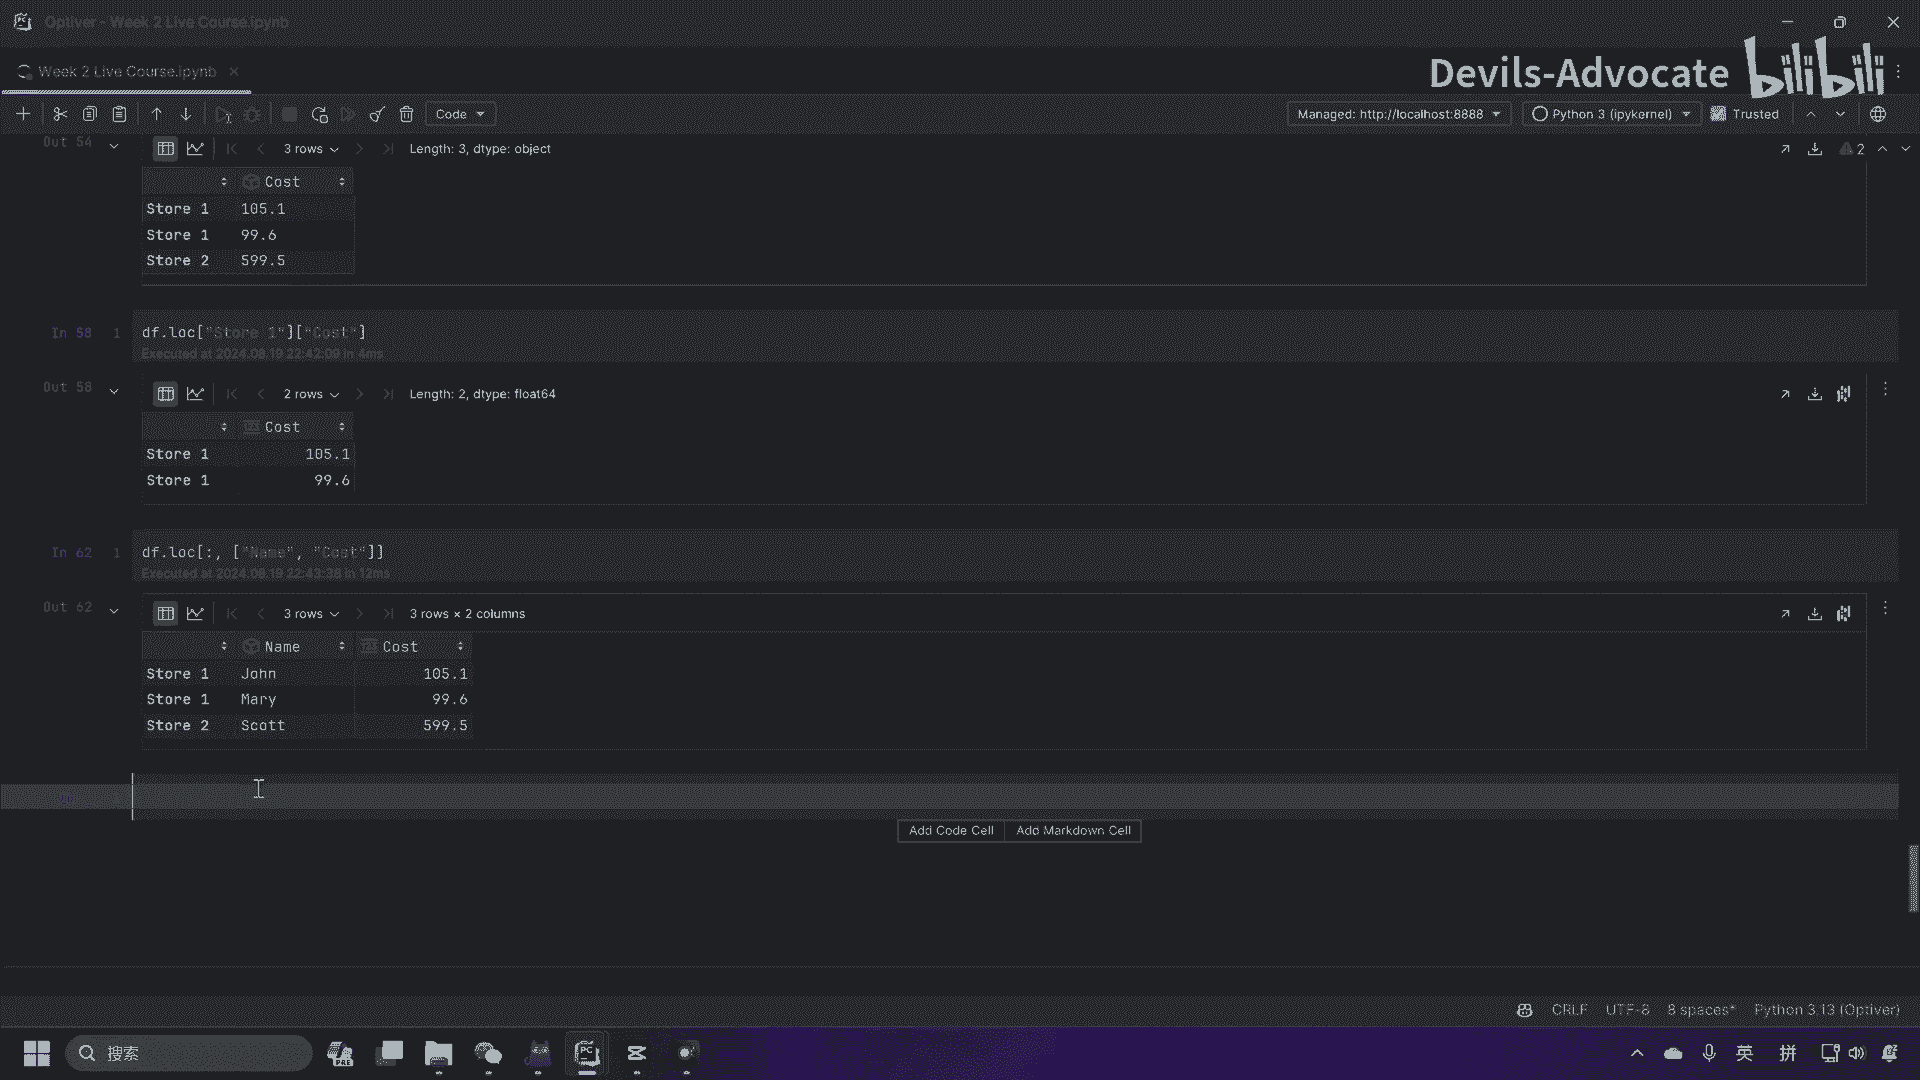 Optiver - Week 2 Live Course.ipynb
Week 2 Live Course.ipynb
Devils-Advocate bilibili
Code
Managed: http://localhost:8888
Python 3 (ipykernel)
Trusted
Out 54
3 rows
Length: 3, dtype: object
2
Cost
Store 1 105.1
Store 1 99.6
Store 2 599.5
In 58 1 df.loc["Store 1"]["Cost"]
Executed at 2024.08.19 22:42:09 in 4ms
Out 58
2 rows
Length: 2, dtype: float64
Cost
Store 1 105.1
Store 1 99.6
In 62 1 df.loc[:, ["Name", "Cost"]]
Executed at 2024.08.19 22:43:38 in 12ms
Out 62
3 rows
3 rows × 2 columns
Name Cost
Store 1 John 105.1
Store 1 Mary 99.6
Store 2 Scott 599.5
In 1
Add Code Cell Add Markdown Cell
CRLF UTF-8 8 spaces* Python 3.13 (Optiver)
搜索
PRE
PC
英 拼